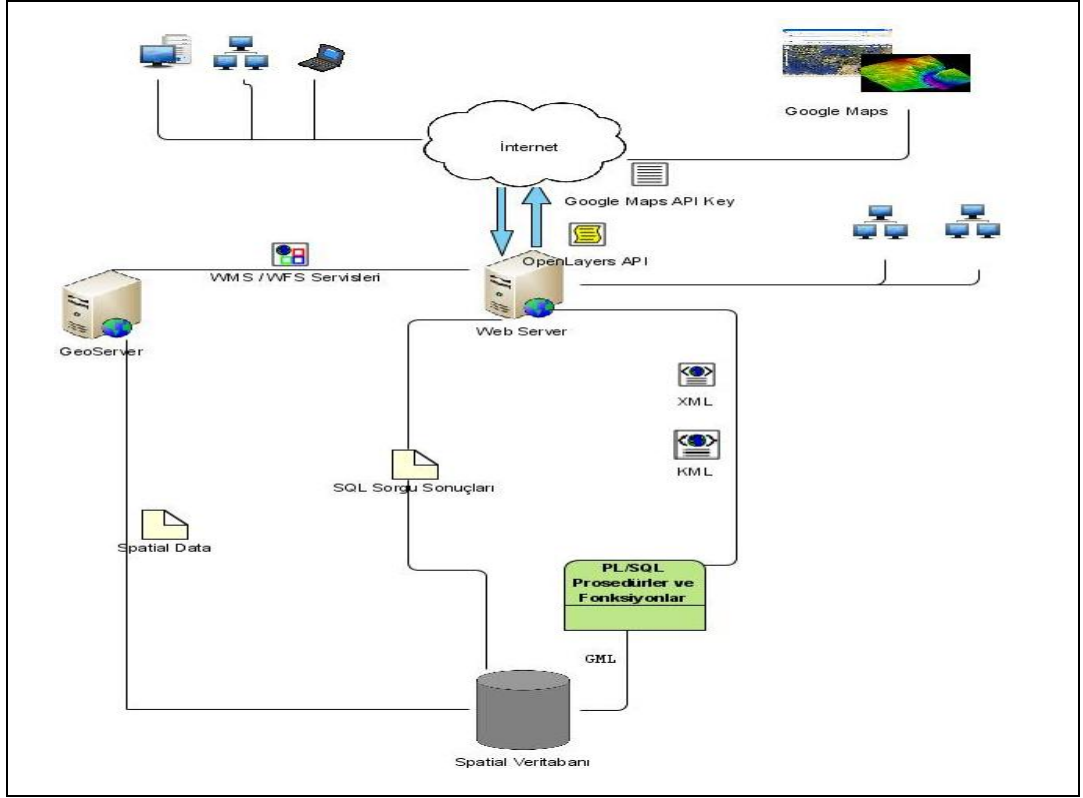 Google Maps
İnternet
Google Maps API Key
OpenLayers API
WMS / WFS Servisleri
Web Server
GeoServer
XML
KML
SQL Sorgu Sonuçları
Spatial Data
PL/SQL
Prosedürler ve
Fonksiyonlar
GML
Spatial Veritabanı